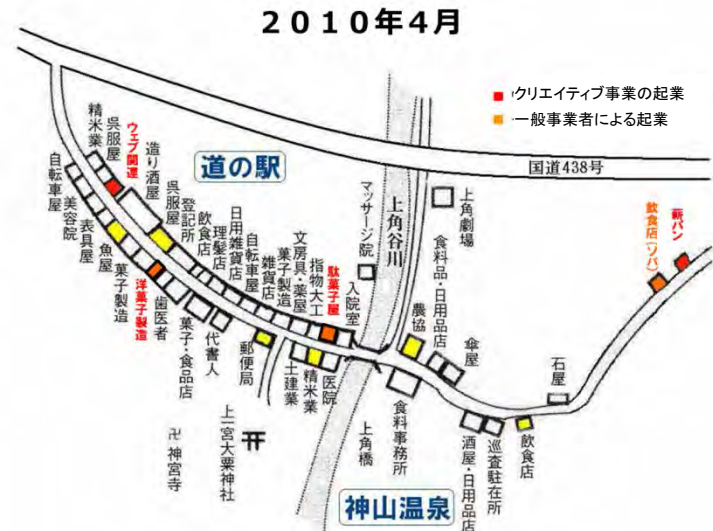 ２０１０年４月
クリエイティブ事業の起業
一般事業者による起業
国道438号
道の駅
精米業
呉服屋
ウェブ関連
造り酒屋
呉服屋
登記所
飲食店
理髪店
日用雑貨店
自転車屋
雑貨店
菓子製造
文房具・薬屋
指物大工
駄菓子屋
入院室
マッサージ院
上角谷川
上角劇場
食料品・日用品店
農協
傘屋
飲食店(ソバ)
薪パン
自転車屋
美容院
表具屋
魚屋
菓子製造
洋菓子製造
歯医者
菓子・食品店
代書人
郵便局
土建業
精米業
医院
上角橋
食料事務所
酒屋・日用品店
巡査駐在所
飲食店
石屋
卍 神宮寺
上一宮大粟神社
神山温泉